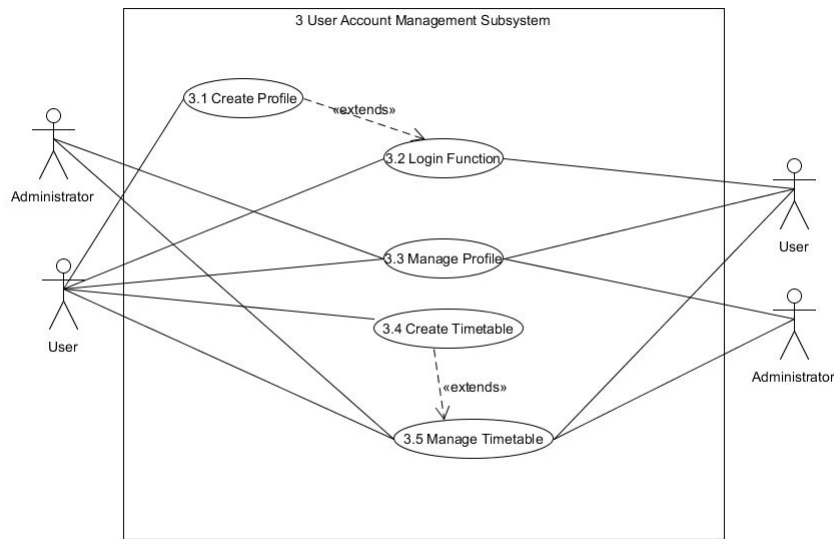 3 User Account Management Subsystem
3.1 Create Profile
«extends»
3.2 Login Function
Administrator
User
3.3 Manage Profile
3.4 Create Timetable
User
Administrator
«extends»
3.5 Manage Timetable